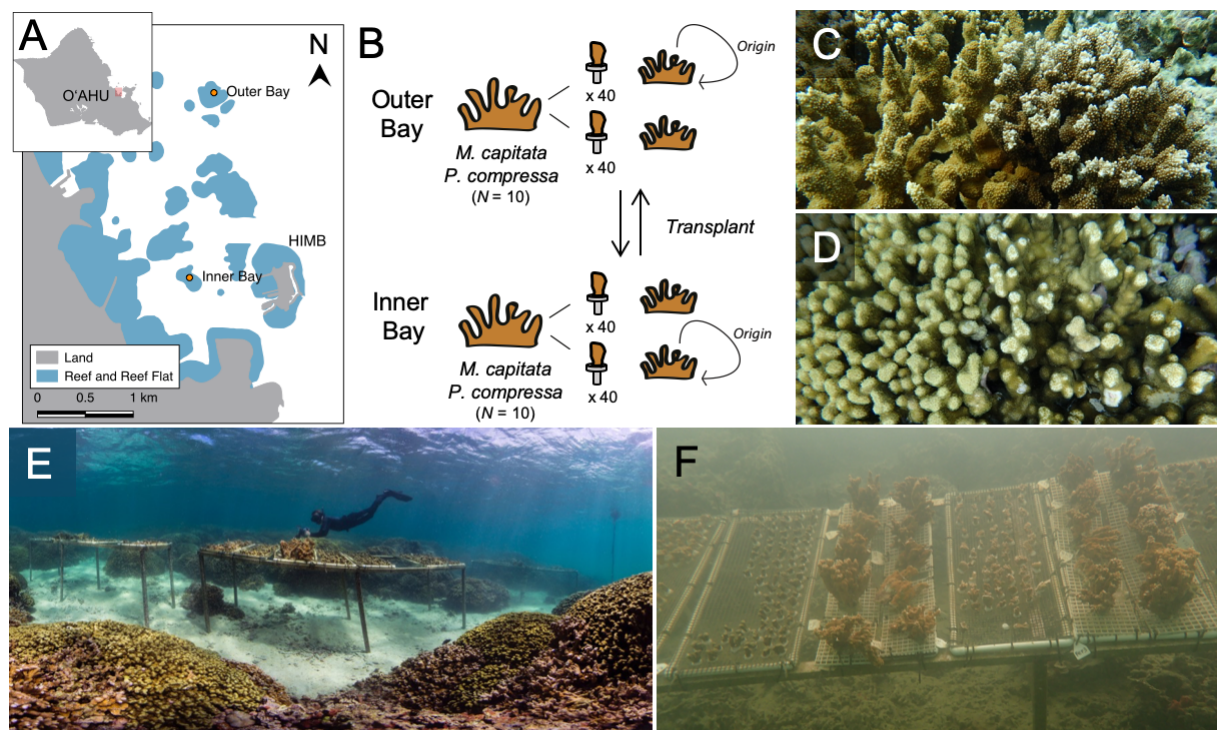 A
O‘AHU
N
Outer Bay
HIMB
Inner Bay
Land
Reef and Reef Flat
0 0.5 1 km
B
Outer
Bay
M. capitata
P. compressa
(N = 10)
x 40
x 40
Origin
Transplant
Inner
Bay
M. capitata
P. compressa
(N = 10)
x 40
x 40
Origin
C
D
E
F